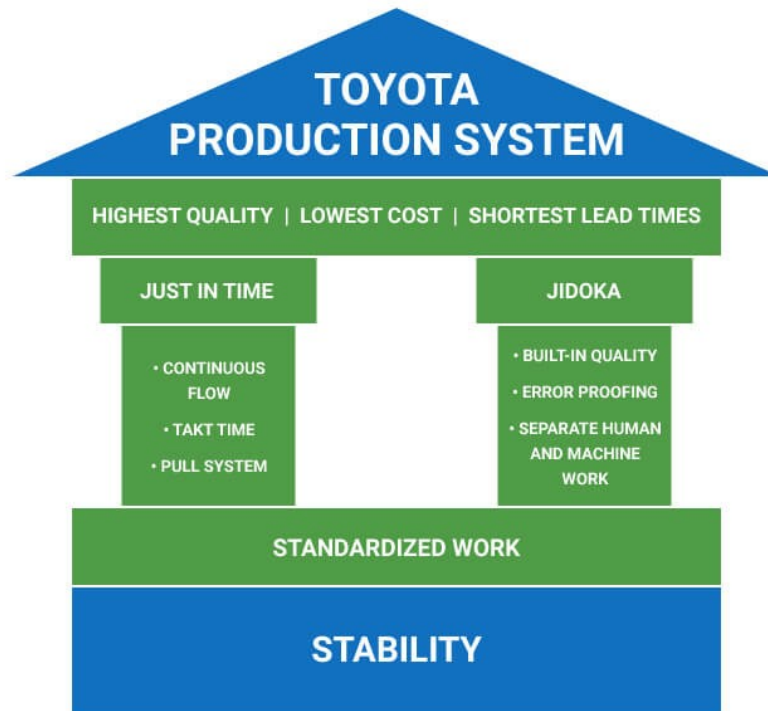 TOYOTA
PRODUCTION SYSTEM
HIGHEST QUALITY | LOWEST COST | SHORTEST LEAD TIMES
JUST IN TIME
• CONTINUOUS
FLOW
• TAKT TIME
• PULL SYSTEM
JIDOKA
• BUILT-IN QUALITY
• ERROR PROOFING
• SEPARATE HUMAN
AND MACHINE
WORK
STANDARDIZED WORK
STABILITY